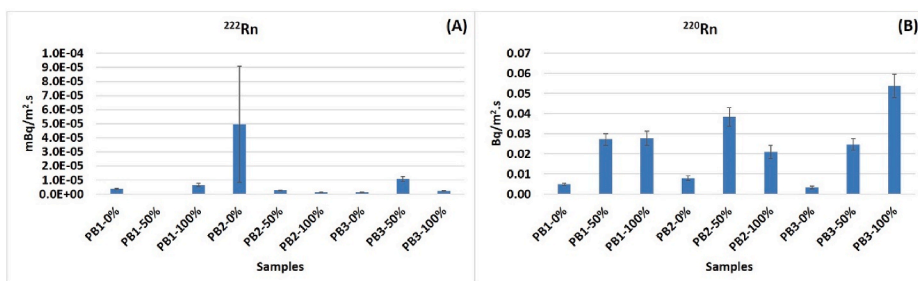 ²²²Rn
(A)
1.0E-04
9.0E-05
8.0E-05
7.0E-05
6.0E-05
5.0E-05
4.0E-05
3.0E-05
2.0E-05
1.0E-05
0.0E+00
mBq/m².s
PB1-0%
PB1-50%
PB1-100%
PB2-0%
PB2-50%
PB2-100%
PB3-0%
PB3-50%
PB3-100%
Samples
²²⁰Rn
(B)
0.07
0.06
0.05
0.04
0.03
0.02
0.01
0.00
Bq/m².s
PB1-0%
PB1-50%
PB1-100%
PB2-0%
PB2-50%
PB2-100%
PB3-0%
PB3-50%
PB3-100%
Samples